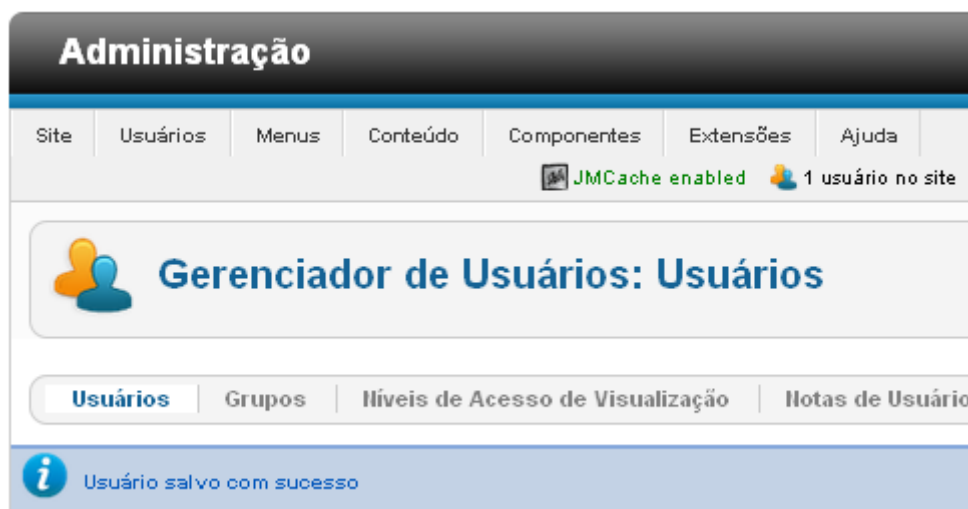 Administração
Site Usuários Menus Conteúdo Componentes Extensões Ajuda
JMCache enabled 1 usuário no site
Gerenciador de Usuários: Usuários
Usuários Grupos Níveis de Acesso de Visualização Notas de Usuário
Usuário salvo com sucesso